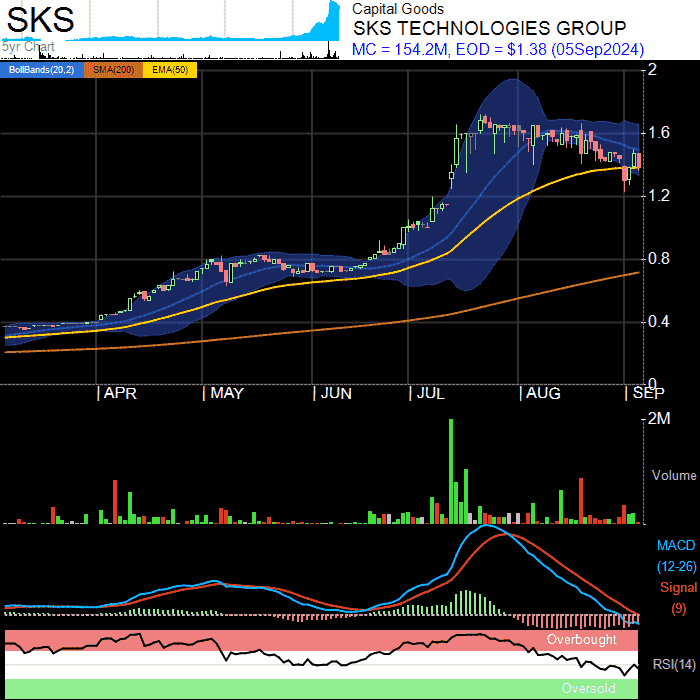 SKS
5yr Chart
Capital Goods
SKS TECHNOLOGIES GROUP
MC = 154.2M, EOD = $1.38 (05Sep2024)
BollBands(20,2) SMA(200) EMA(50)
2
1.6
1.2
0.8
0.4
0
APR MAY JUN JUL AUG SEP
2M
Volume
MACD
(12-26)
Signal
(9)
Overbought
RSI(14)
Oversold